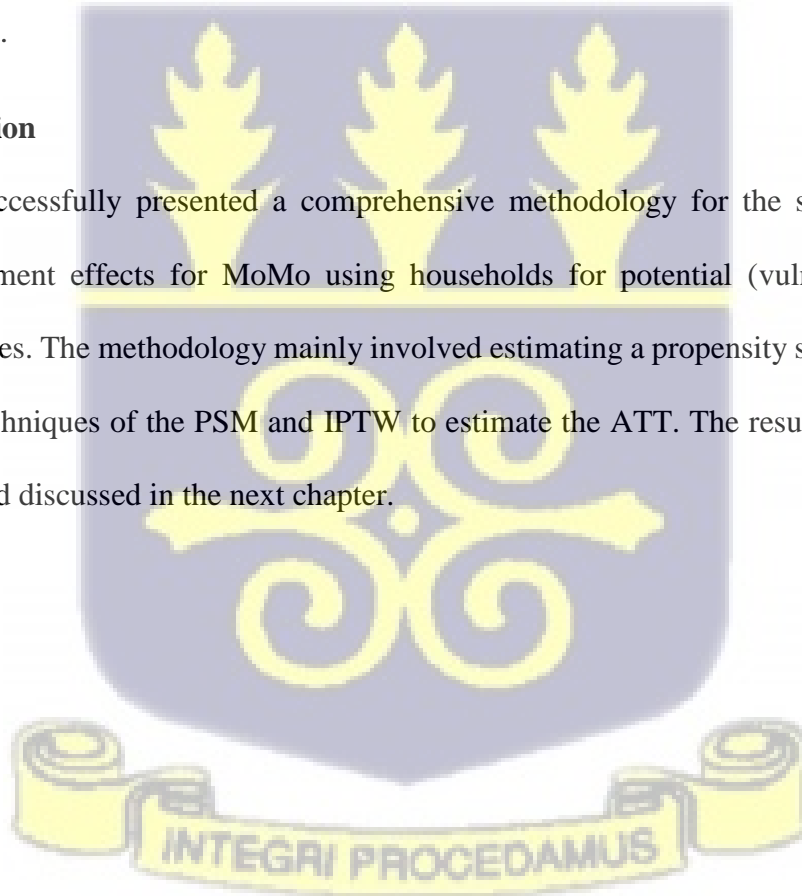 .
ion
ccessfully presented a comprehensive methodology for the s
ment effects for MoMo using households for potential (vuln
es. The methodology mainly involved estimating a propensity s
chniques of the PSM and IPTW to estimate the ATT. The resu
d discussed in the next chapter.
INTEGRI PROCEDAMUS